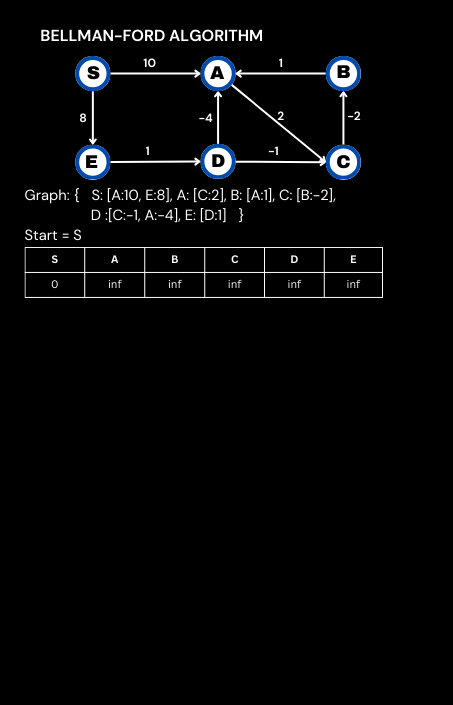 BELLMAN-FORD ALGORITHM
10 1
S A B
8 -4 2 -2
1 -1
E D C
Graph: { S: [A:10, E:8], A: [C:2], B: [A:1], C: [B:-2],
D :[C:-1, A:-4], E: [D:1] }
Start = S
S A B C D E
0 inf inf inf inf inf